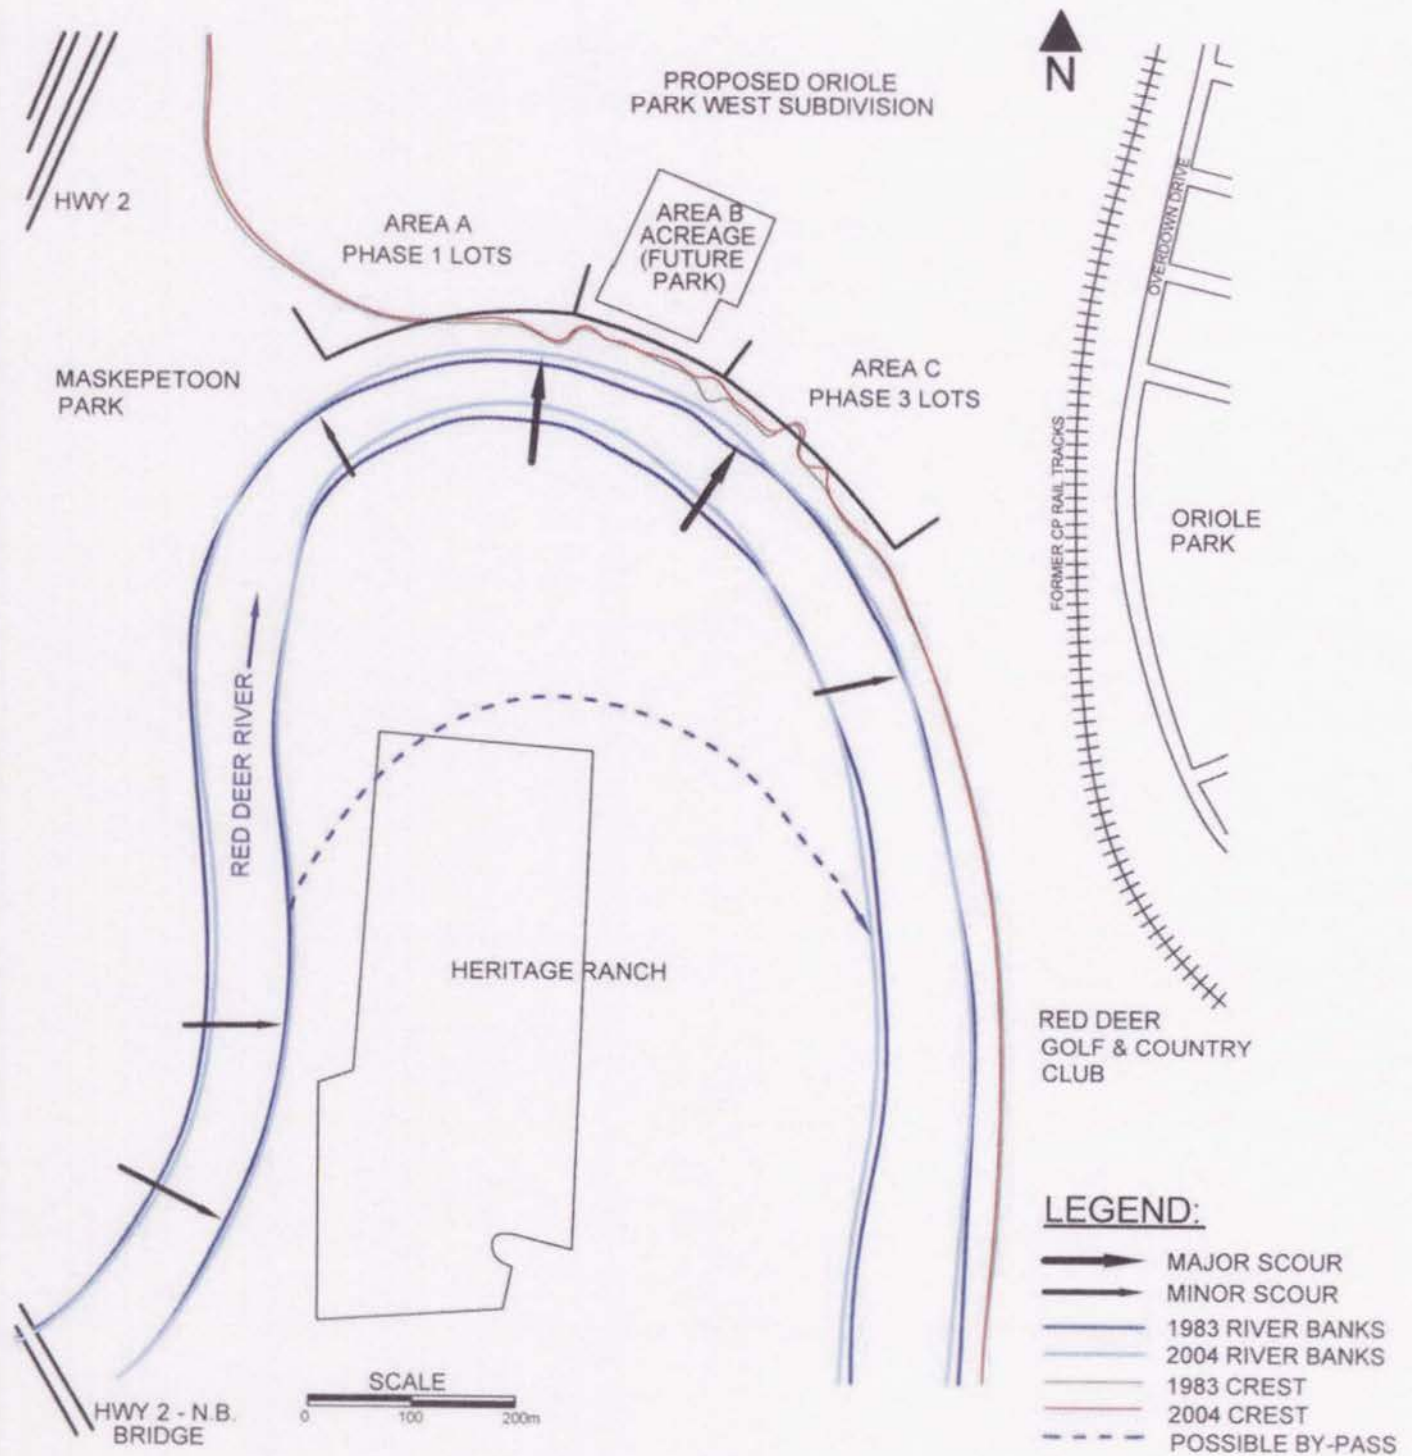 PROPOSED ORIOLE
PARK WEST SUBDIVISION
N
HWY 2
AREA A
PHASE 1 LOTS
AREA B
ACREAGE
(FUTURE
PARK)
OVERDOWN DRIVE
MASKEPETOON
PARK
AREA C
PHASE 3 LOTS
FORMER CP RAIL TRACKS
ORIOLE
PARK
RED DEER RIVER
HERITAGE RANCH
RED DEER
GOLF & COUNTRY
CLUB
LEGEND:
MAJOR SCOUR
MINOR SCOUR
1983 RIVER BANKS
2004 RIVER BANKS
1983 CREST
2004 CREST
POSSIBLE BY-PASS
SCALE
0 100 200m
HWY 2 - N.B.
BRIDGE